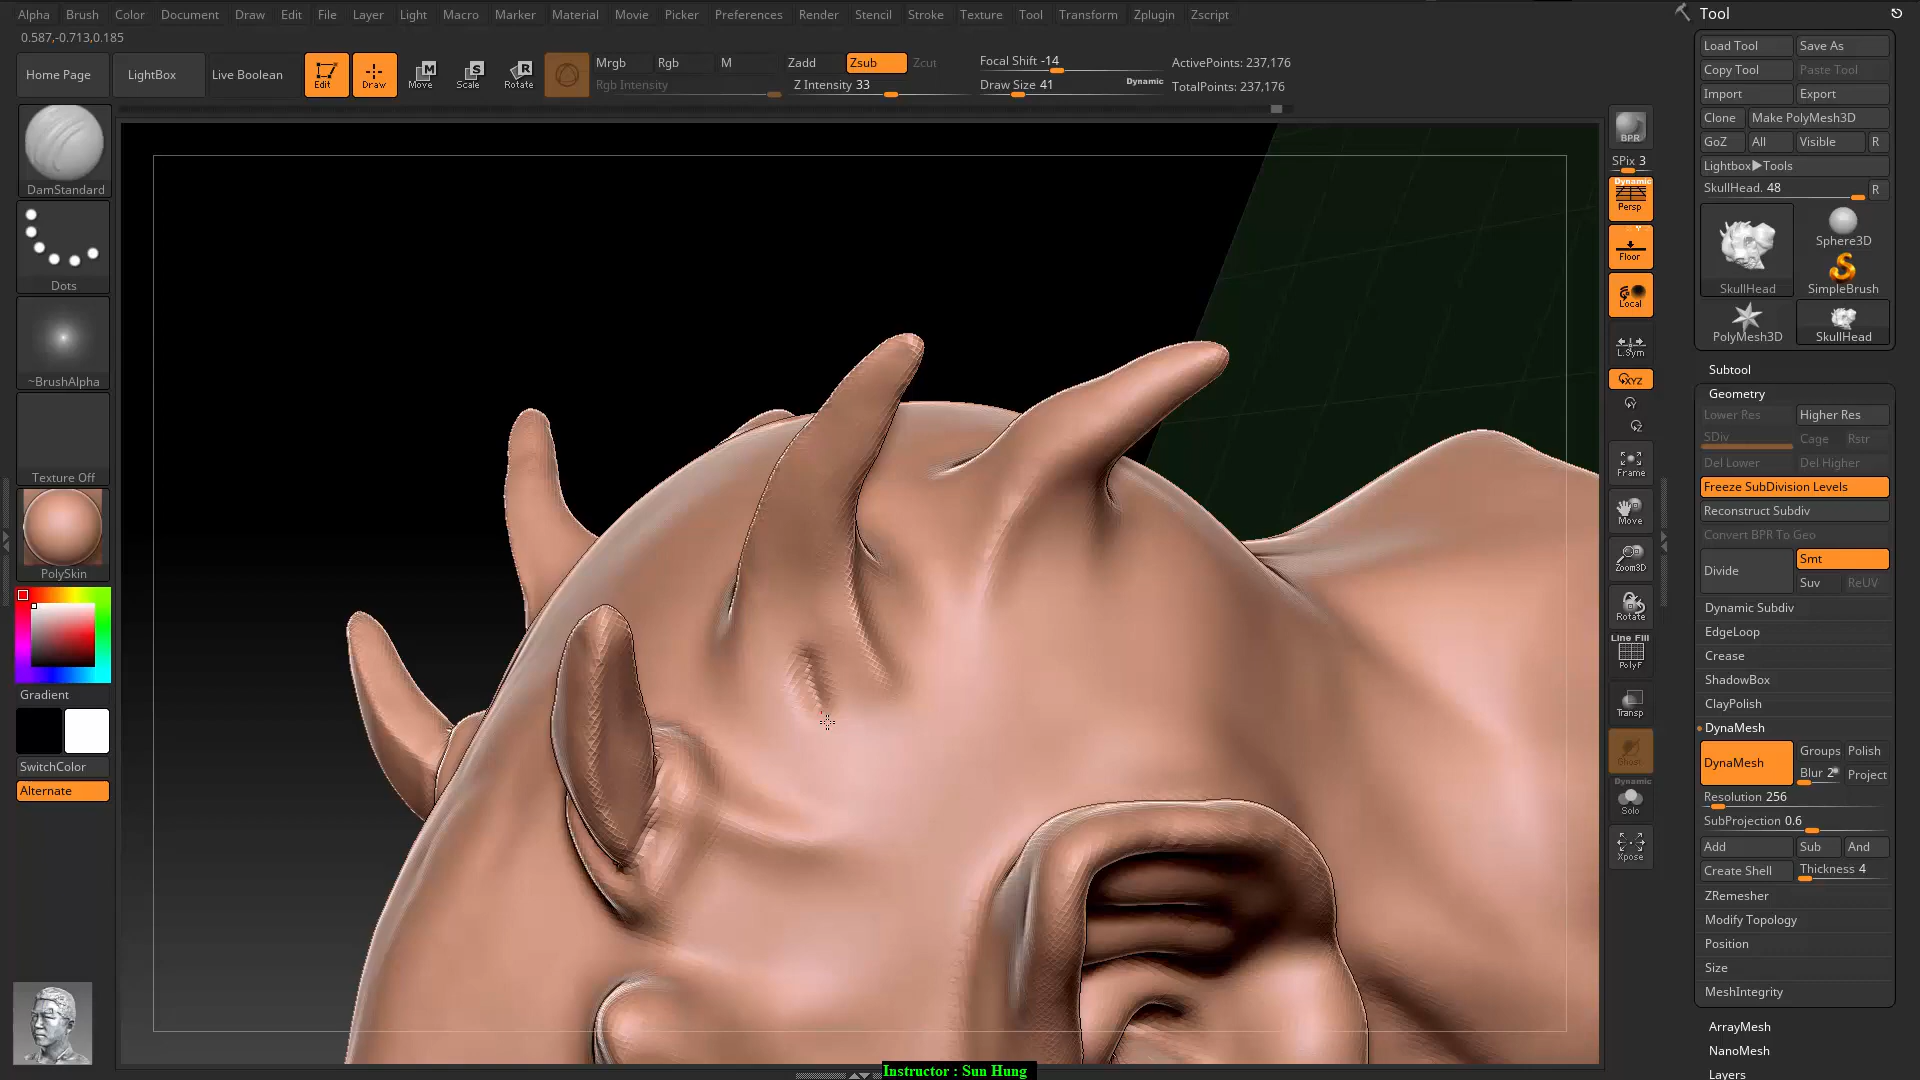 Alpha Brush Color Document Draw Edit File Layer Light Macro Marker Material Movie Picker Preferences Render Stencil Stroke Texture Tool Transform Zplugin Zscript
Tool
0.587,-0.713,0.185
Home Page
LightBox
Live Boolean
Edit
Draw
Move
Scale
Rotate
Mrgb Rgb M
Rgb Intensity
Zadd Zsub Zcut
Z Intensity 33
Focal Shift -14
Draw Size 41
Dynamic
ActivePoints: 237,176
TotalPoints: 237,176
DamStandard
Dots
~BrushAlpha
Texture Off
PolySkin
Gradient
SwitchColor
Alternate
BPR
SPix 3
Dynamic
Persp
Floor
Local
L.Sym
XYZ
Frame
Move
Zoom3D
Rotate
Line Fill
PolyF
Transp
Ghost
Dynamic
Solo
Xpose
Load Tool Save As
Copy Tool Paste Tool
Import Export
Clone Make PolyMesh3D
GoZ All Visible R
Lightbox▶Tools
SkullHead. 48 R
SkullHead
Sphere3D
SimpleBrush
PolyMesh3D
SkullHead
Subtool
Geometry
Lower Res Higher Res
SDiv Cage Rstr
Del Lower Del Higher
Freeze SubDivision Levels
Reconstruct Subdiv
Convert BPR To Geo
Divide Smt
Suv ReUV
Dynamic Subdiv
EdgeLoop
Crease
ShadowBox
ClayPolish
DynaMesh
DynaMesh Groups Polish
Blur 2 Project
Resolution 256
SubProjection 0.6
Add Sub And
Create Shell Thickness 4
ZRemesher
Modify Topology
Position
Size
MeshIntegrity
ArrayMesh
NanoMesh
Layers
Instructor : Sun Hung